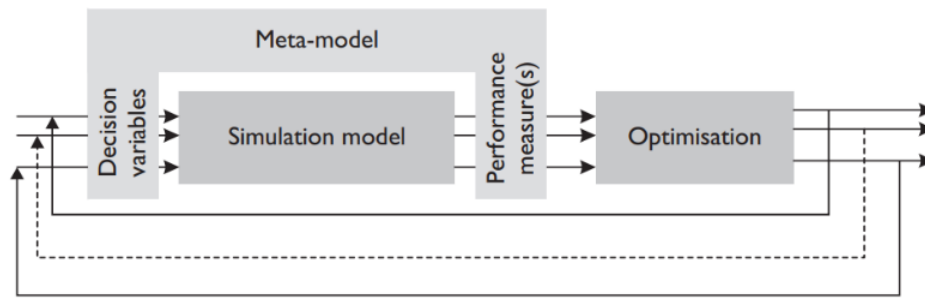 Meta-model
Decision
variables
Simulation model
Performance
measure(s)
Optimisation